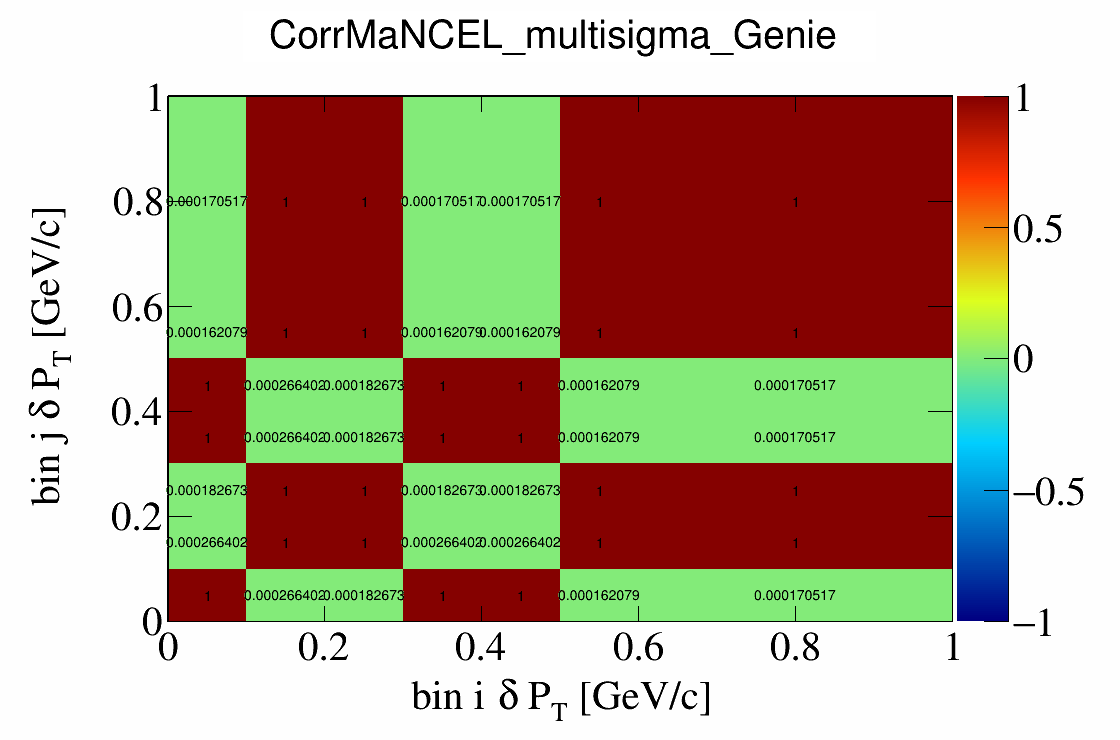 CorrMaNCEL_multisigma_Genie
1
0.8
0.6
0.4
0.2
0
bin j δ P_T [GeV/c]
0.000170517 1 1 0.000170517 0.000170517 1 1
0.000162079 1 1 0.000162079 0.000162079 1 1
1 0.000266402 0.000182673 1 1 0.000162079 0.000170517
1 0.000266402 0.000182673 1 1 0.000162079 0.000170517
0.000182673 1 1 0.000182673 0.000182673 1 1
0.000266402 1 1 0.000266402 0.000266402 1 1
1 0.000266402 0.000182673 1 1 0.000162079 0.000170517
0 0.2 0.4 0.6 0.8 1
bin i δ P_T [GeV/c]
1
0.5
0
−0.5
−1